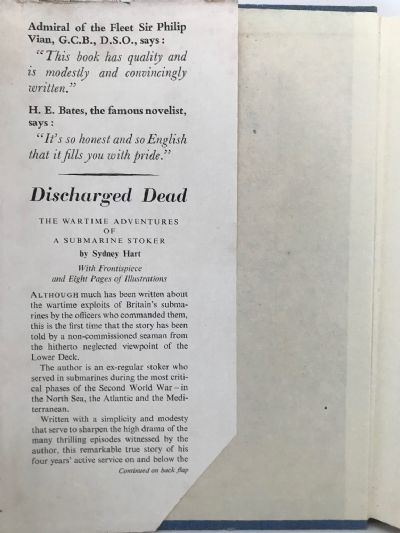 Admiral of the Fleet Sir Philip
Vian, G.C.B., D.S.O., says :
"This book has quality and
is modestly and convincingly
written."
H. E. Bates, the famous novelist,
says :
"It's so honest and so English
that it fills you with pride."
Discharged Dead
THE WARTIME ADVENTURES
OF
A SUBMARINE STOKER
by Sydney Hart
With Frontispiece
and Eight Pages of Illustrations
ALTHOUGH much has been written about
the wartime exploits of Britain's subma-
rines by the officers who commanded them,
this is the first time that the story has been
told by a non-commissioned seaman from
the hitherto neglected viewpoint of the
Lower Deck.
The author is an ex-regular stoker who
served in submarines during the most criti-
cal phases of the Second World War—in
the North Sea, the Atlantic and the Medi-
terranean.
Written with a simplicity and modesty
that serve to sharpen the high drama of the
many thrilling episodes witnessed by the
author, this remarkable true story of his
four years' active service on and below the
Continued on back flap